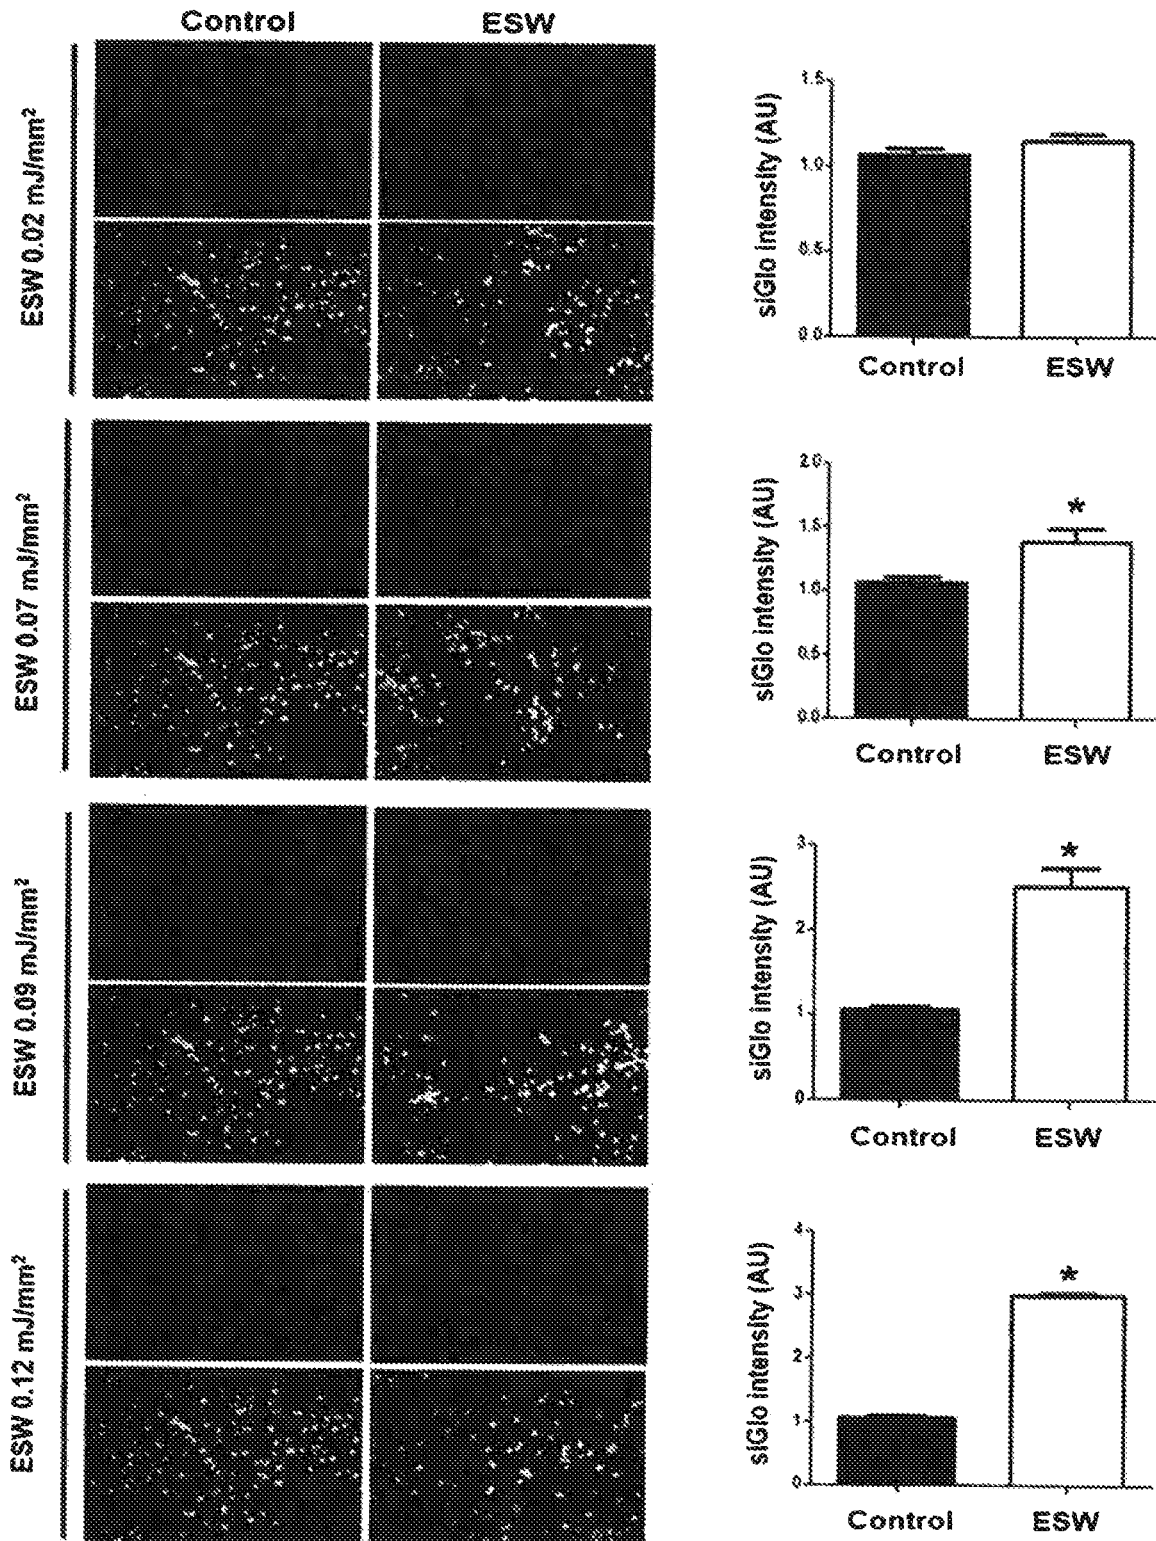 Control ESW
ESW 0.02 mJ/mm²
siGlo intensity (AU)
1.5
1.0
0.5
0.0
Control ESW
ESW 0.07 mJ/mm²
siGlo intensity (AU)
2.0
1.5
1.0
0.5
0.0
*
Control ESW
ESW 0.09 mJ/mm²
siGlo intensity (AU)
3
2
1
0
*
Control ESW
ESW 0.12 mJ/mm²
siGlo intensity (AU)
4
3
2
1
0
*
Control ESW